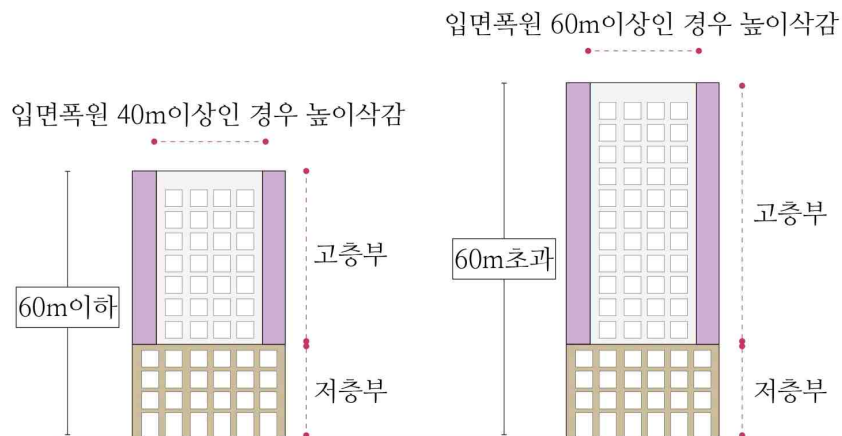 입면폭원 60m이상인 경우 높이삭감
입면폭원 40m이상인 경우 높이삭감
고층부
고층부
60m초과
60m이하
저층부
저층부